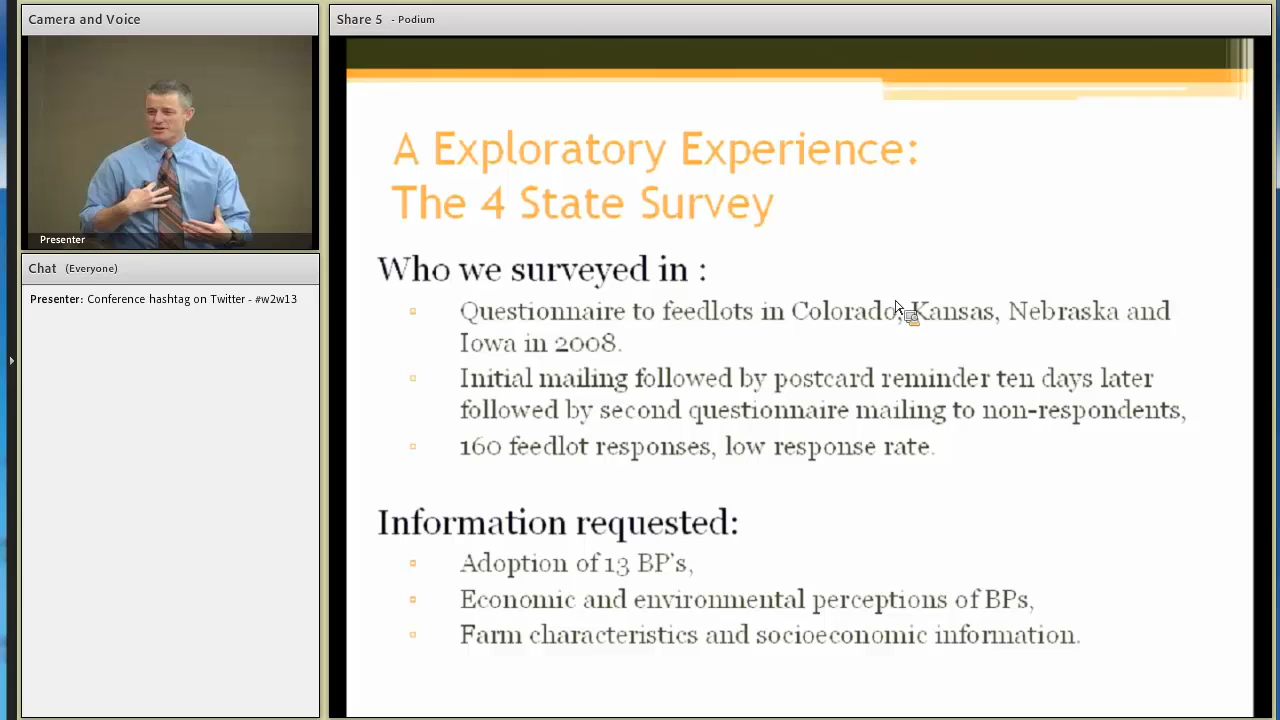 Camera and Voice
Presenter
Chat (Everyone)
Presenter: Conference hashtag on Twitter - #w2w13
Share 5 - Podium
A Exploratory Experience:
The 4 State Survey
Who we surveyed in :
Questionnaire to feedlots in Colorado, Kansas, Nebraska and
Iowa in 2008.
Initial mailing followed by postcard reminder ten days later
followed by second questionnaire mailing to non-respondents,
160 feedlot responses, low response rate.
Information requested:
Adoption of 13 BP's,
Economic and environmental perceptions of BPs,
Farm characteristics and socioeconomic information.